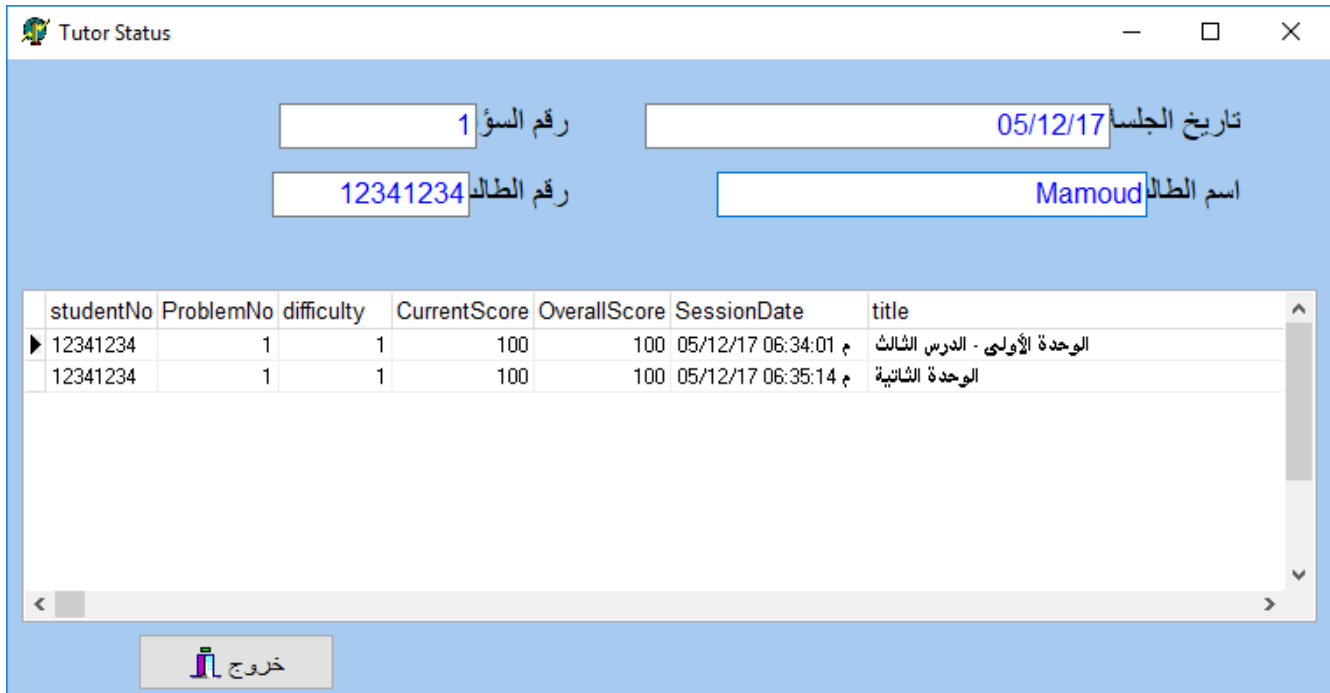 Tutor Status
تاريخ الجلسة 05/12/17 رقم السؤ 1
اسم الطال Mamoud رقم الطال 12341234
studentNo ProblemNo difficulty CurrentScore OverallScore SessionDate title
12341234 1 1 100 100 05/12/17 06:34:01 م الوحدة الأولى - الدرس الثالث
12341234 1 1 100 100 05/12/17 06:35:14 م الوحدة الثانية
خروج